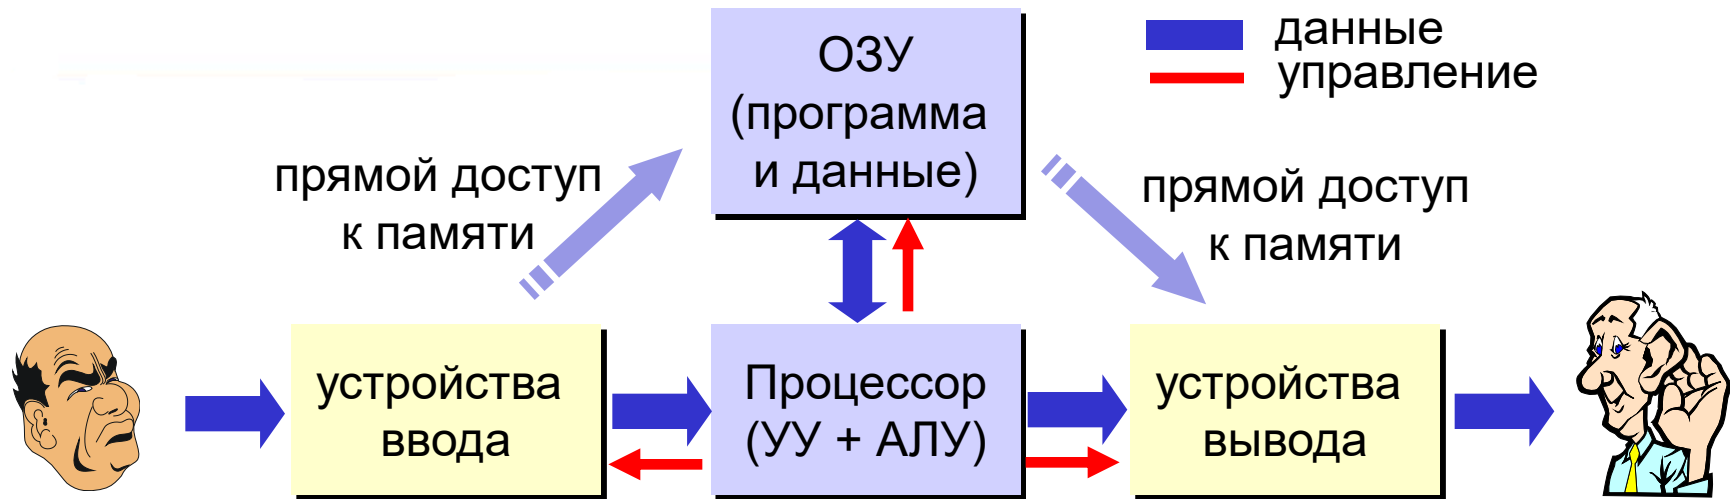 ОЗУ
(программа
и данные)
данные
управление
прямой доступ
к памяти
прямой доступ
к памяти
устройства
ввода
Процессор
(УУ + АЛУ)
устройства
вывода